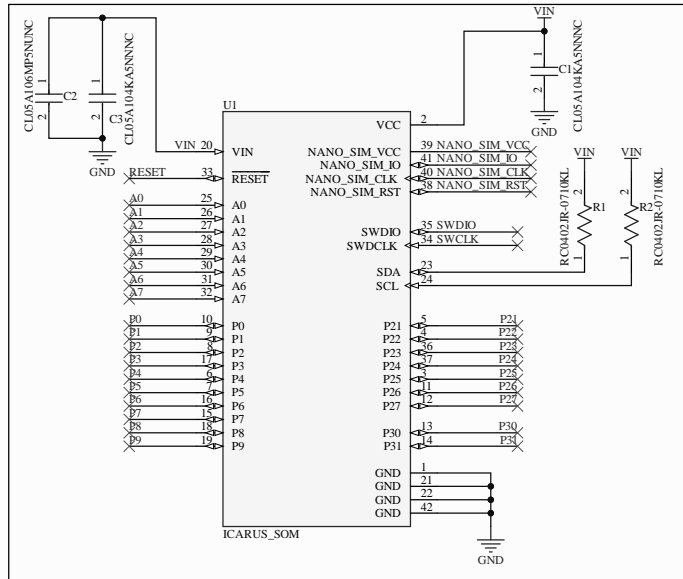 CL05A106MP5NUNC
1
C2
2
1
C3
2
CL05A104KA5NNNC
GND
VIN
1
C1
2
CL05A104KA5NNNC
GND
U1
VIN 20 VIN
RESET 33 RESET
A0 25 A0
A1 26 A1
A2 27 A2
A3 28 A3
A4 29 A4
A5 30 A5
A6 31 A6
A7 32 A7
P0 10 P0
P1 9 P1
P2 8 P2
P3 17 P3
P4 6 P4
P5 7 P5
P6 16 P6
P7 15 P7
P8 18 P8
P9 19 P9
VCC 2
NANO_SIM_VCC 39 NANO_SIM_VCC
NANO_SIM_IO 41 NANO_SIM_IO
NANO_SIM_CLK 40 NANO_SIM_CLK
NANO_SIM_RST 38 NANO_SIM_RST
SWDIO 35 SWDIO
SWDCLK 34 SWCLK
SDA 23
SCL 24
P21 5 P21
P22 4 P22
P23 36 P23
P24 37 P24
P25 3 P25
P26 11 P26
P27 12 P27
P30 13 P30
P31 14 P31
GND 1
GND 21
GND 22
GND 42
GND
ICARUS_SOM
VIN
2
R1
1
RC0402JR-0710KL
VIN
2
R2
1
RC0402JR-0710KL